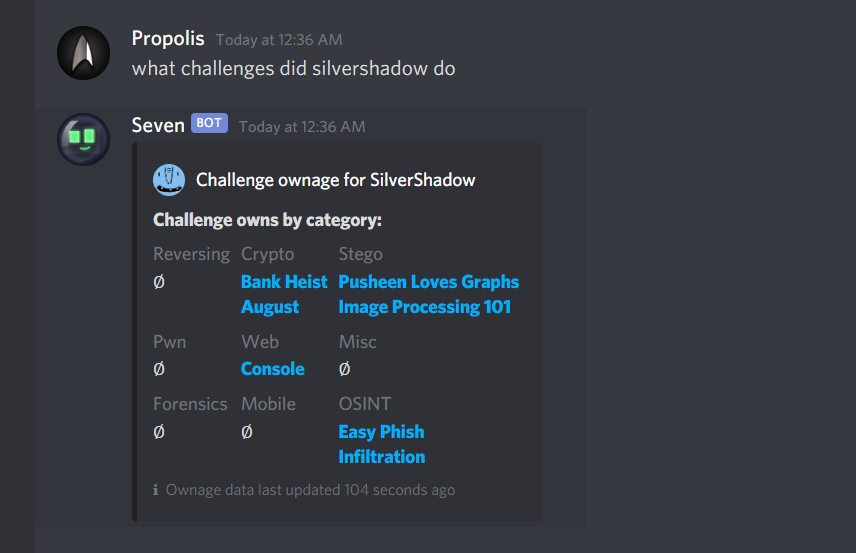 Propolis Today at 12:36 AM
what challenges did silvershadow do
Seven BOT Today at 12:36 AM
Challenge ownage for SilverShadow
Challenge owns by category:
Reversing Crypto Stego
Ø Bank Heist Pusheen Loves Graphs
August Image Processing 101
Pwn Web Misc
Ø Console Ø
Forensics Mobile OSINT
Ø Ø Easy Phish
Infiltration
ℹ Ownage data last updated 104 seconds ago